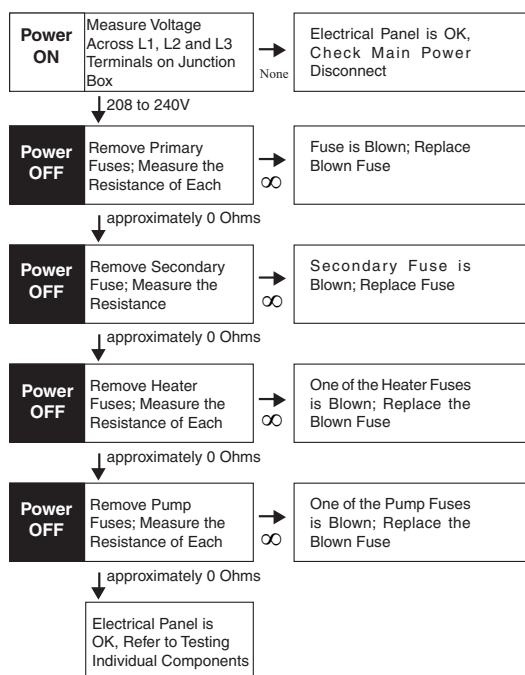 Power
ON
Measure Voltage
Across L1, L2 and L3
Terminals on Junction
Box
None
Electrical Panel is OK,
Check Main Power
Disconnect
208 to 240V
Power
OFF
Remove Primary
Fuses; Measure the
Resistance of Each
∞
Fuse is Blown; Replace
Blown Fuse
approximately 0 Ohms
Power
OFF
Remove Secondary
Fuse; Measure the
Resistance
∞
Secondary Fuse is
Blown; Replace Fuse
approximately 0 Ohms
Power
OFF
Remove Heater
Fuses; Measure the
Resistance of Each
∞
One of the Heater Fuses
is Blown; Replace the
Blown Fuse
approximately 0 Ohms
Power
OFF
Remove Pump
Fuses; Measure the
Resistance of Each
∞
One of the Pump Fuses
is Blown; Replace the
Blown Fuse
approximately 0 Ohms
Electrical Panel is
OK, Refer to Testing
Individual Components